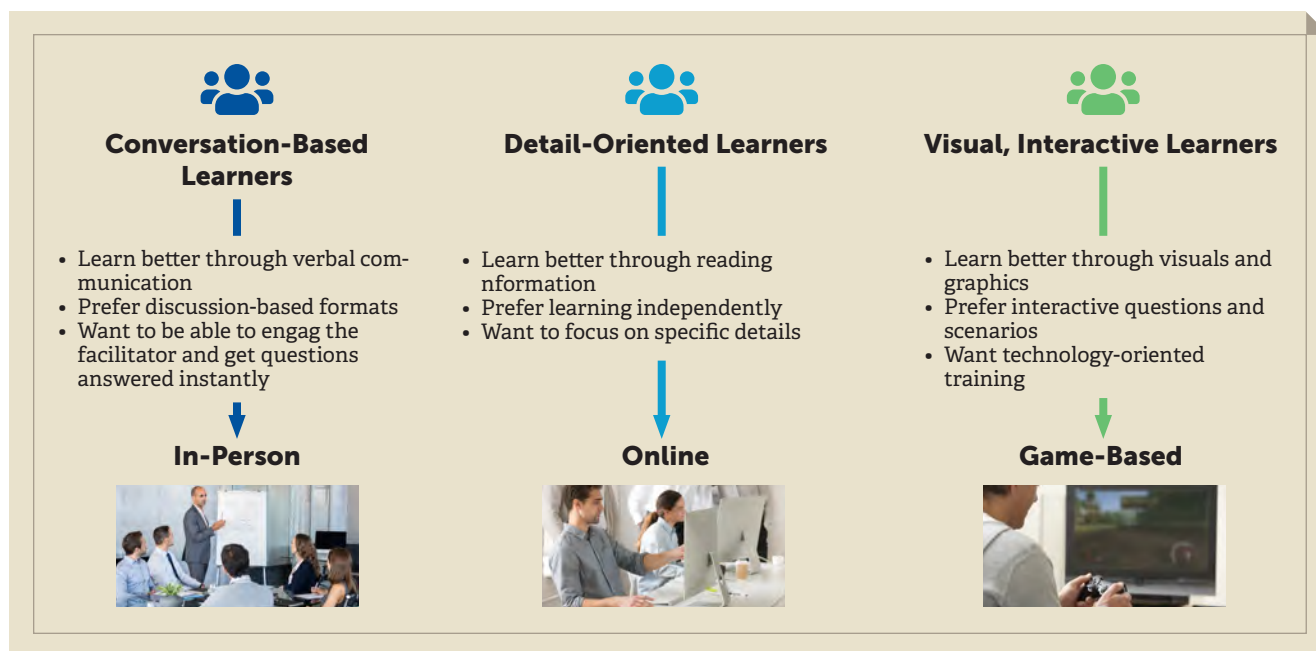 Conversation-Based
Learners
• Learn better through verbal com-
munication
• Prefer discussion-based formats
• Want to be able to engag the
facilitator and get questions
answered instantly
In-Person
Detail-Oriented Learners
• Learn better through reading
nformation
• Prefer learning independently
• Want to focus on specific details
Online
Visual, Interactive Learners
• Learn better through visuals and
graphics
• Prefer interactive questions and
scenarios
• Want technology-oriented
training
Game-Based